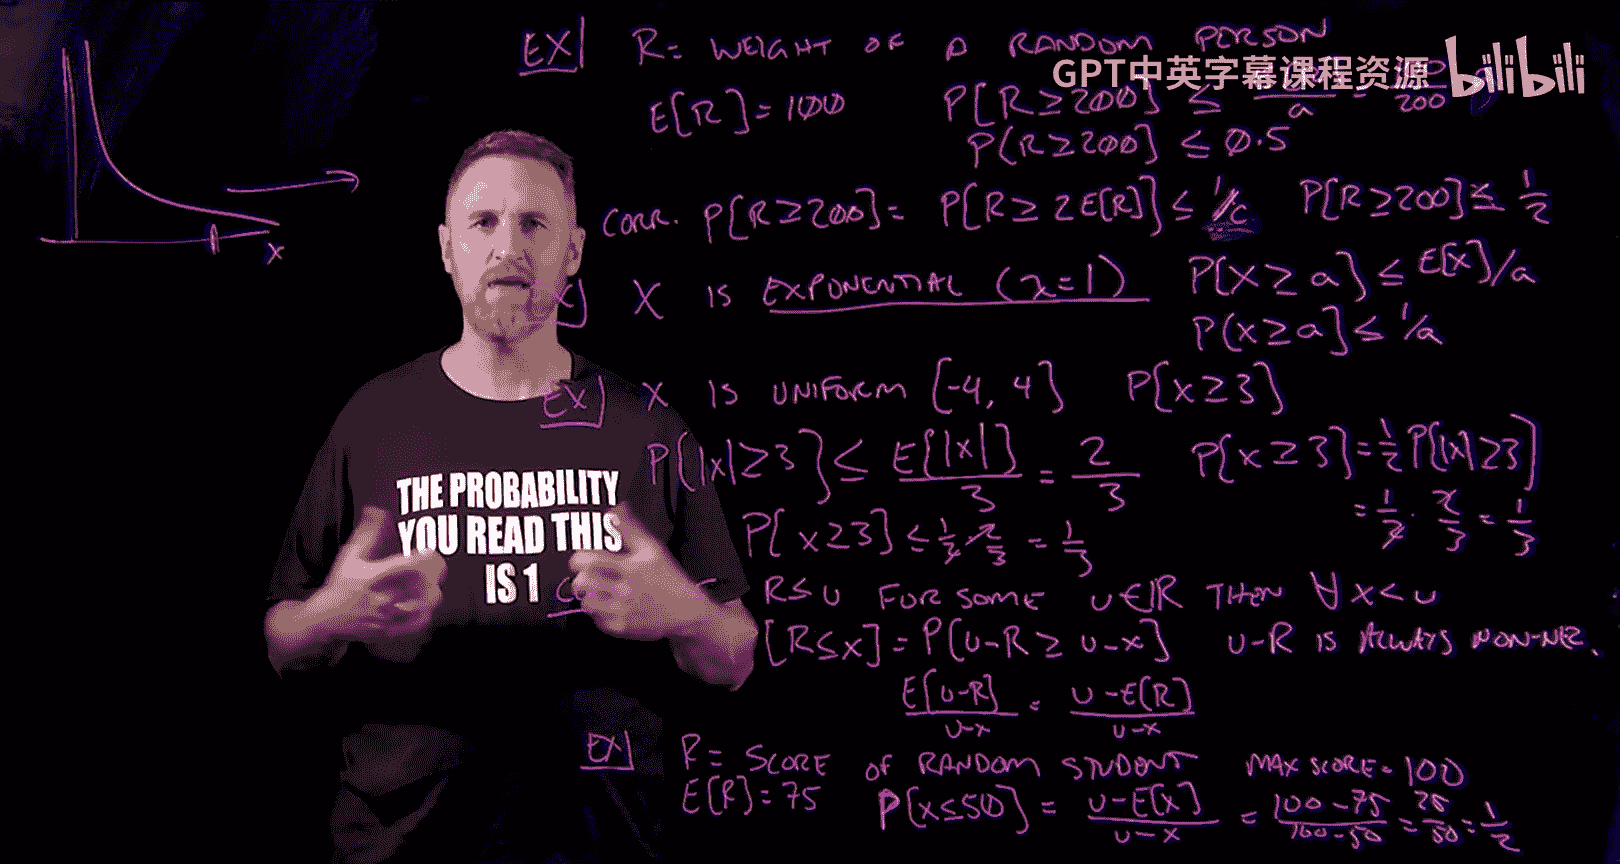 EX R = WEIGHT OF A RANDOM PERSON
GPT中英字幕课程资源 bilibili
E[R] = 100 P[R ≥ 200] ≤ /a = /200
P[R ≥ 200] ≤ 0.5
CORR. P[R ≥ 200] = P[R ≥ 2E[R]] ≤ 1/c P[R ≥ 200] ≤ 1/2
X IS EXPONENTIAL (λ=1) P[X ≥ a] ≤ E[X]/a
P[X ≥ a] ≤ 1/a
X
EX X IS UNIFORM [-4, 4] P[X ≥ 3]
P[|X| ≥ 3] ≤ E[|X|]/3 = 2/3 P[X ≥ 3] = 1/2 P[|X| ≥ 3]
= 1/2 · 2/3 = 1/3
P[X ≥ 3] ≤ 1/2 · 2/3 = 1/3
THE PROBABILITY
YOU READ THIS
IS 1
R ≤ U FOR SOME U ∈ ℝ THEN ∀ X < U
[R ≤ X] = P[U-R ≥ U-X] U-R IS ALWAYS NON-NEG.
E[U-R]/U-X = U-E[R]/U-X
EX R = SCORE OF RANDOM STUDENT MAX SCORE = 100
E[R] = 75 P[X ≤ 50] = U-E[X]/U-X = 100-75/100-50 = 25/50 = 1/2